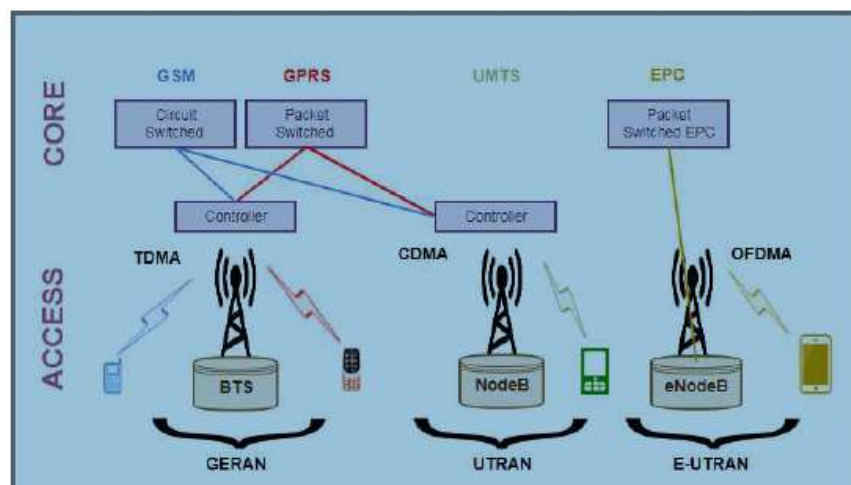 CORE
GSM
GPRS
UMTS
EPC
Circuit
Switched
Packet
Switched
Packet
Switched EPC
Controller
Controller
ACCESS
TDMA
CDMA
OFDMA
BTS
NodeB
eNodeB
GERAN
UTRAN
E-UTRAN